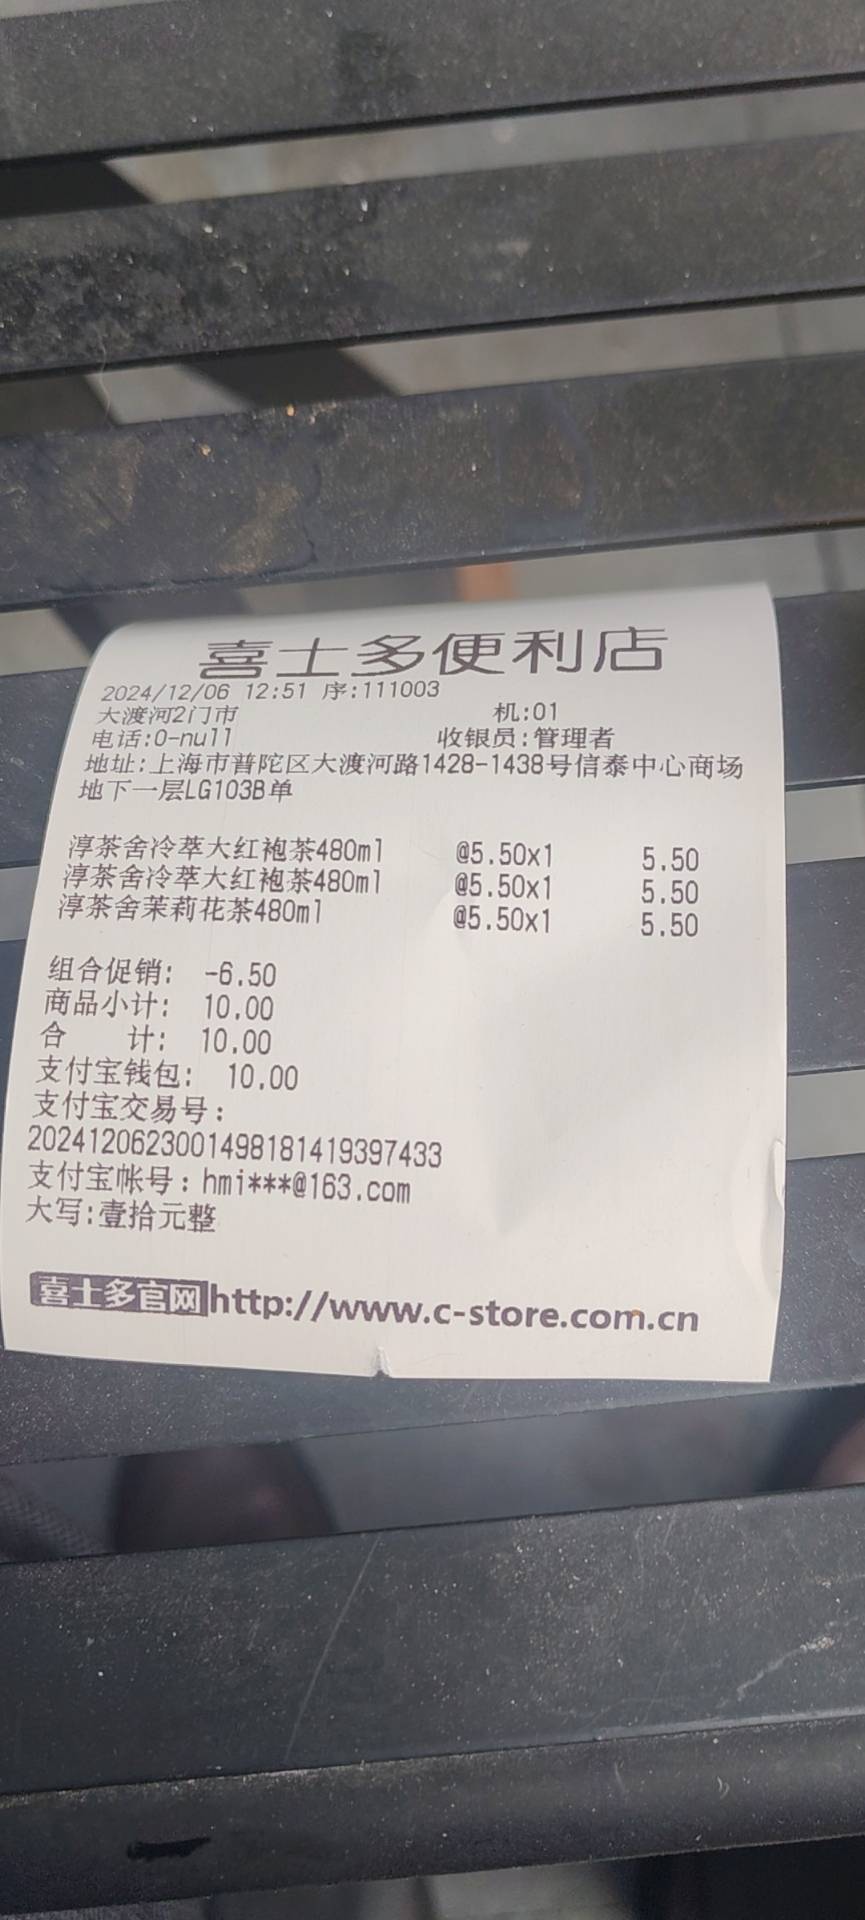 喜士多便利店
2024/12/06 12:51 序:111003
大渡河2门市 机:01
电话:0-null 收银员:管理者
地址:上海市普陀区大渡河路1428-1438号信泰中心商场
地下一层LG103B单
淳茶舍冷萃大红袍茶480ml @5.50x1 5.50
淳茶舍冷萃大红袍茶480ml @5.50x1 5.50
淳茶舍茉莉花茶480ml @5.50x1 5.50
组合促销: -6.50
商品小计: 10.00
合 计: 10.00
支付宝钱包: 10.00
支付宝交易号:
2024120623001498181419397433
支付宝帐号:hmi***@163.com
大写:壹拾元整
喜士多官网http://www.c-store.com.cn